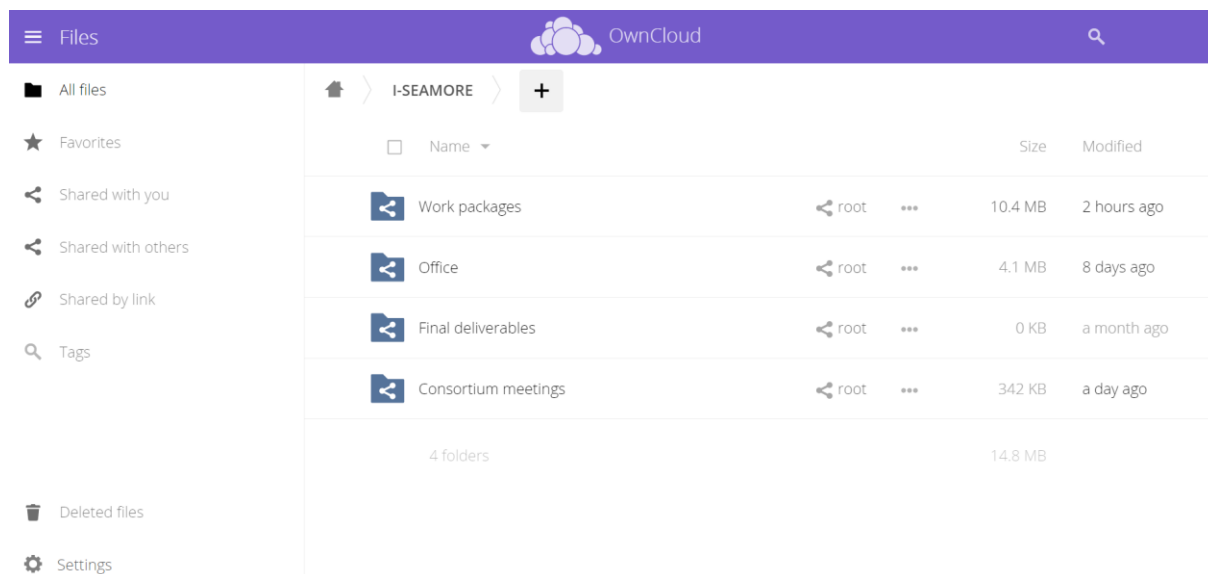 Files OwnCloud
All files
Favorites
Shared with you
Shared with others
Shared by link
Tags
Deleted files
Settings
I-SEAMORE +
Name Size Modified
Work packages root ••• 10.4 MB 2 hours ago
Office root ••• 4.1 MB 8 days ago
Final deliverables root ••• 0 KB a month ago
Consortium meetings root ••• 342 KB a day ago
4 folders 14.8 MB